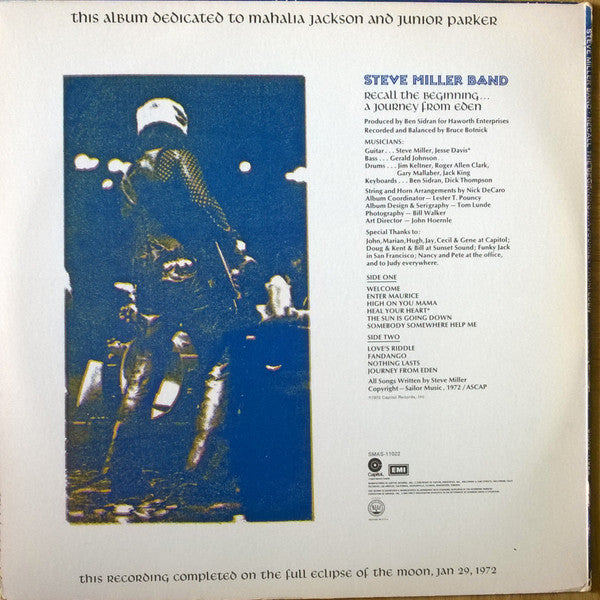 this album dedicated to mahalia jackson and junior parker
STEVE MILLER BAND
recall the beginning...
a journey from eden
Produced by Ben Sidran for Haworth Enterprises
Recorded and Balanced by Bruce Botnick
MUSICIANS:
Guitar . . . Steve Miller, Jesse Davis*
Bass . . . Gerald Johnson
Drums . . . Jim Keltner, Roger Allen Clark,
Gary Mallaber, Jack King
Keyboards . . . Ben Sidran, Dick Thompson
String and Horn Arrangements by Nick DeCaro
Album Coordinator — Lester T. Pouncy
Album Design & Serigraphy — Tom Lunde
Photography — Bill Walker
Art Director — John Hoernle
Special Thanks to:
John, Marian, Hugh, Jay, Cecil & Gene at Capitol;
Doug & Kent & Bill at Sunset Sound; Funky Jack
in San Francisco; Nancy and Pete at the office,
and to Judy everywhere.
SIDE ONE
WELCOME
ENTER MAURICE
HIGH ON YOU MAMA
HEAL YOUR HEART*
THE SUN IS GOING DOWN
SOMEBODY SOMEWHERE HELP ME
SIDE TWO
LOVE'S RIDDLE
FANDANGO
NOTHING LASTS
JOURNEY FROM EDEN
All Songs Written by Steve Miller
Copyright — Sailor Music, 1972 / ASCAP
℗1972 Capitol Records, Inc.
SMAS-11022
Capitol
EMI
this recording completed on the full eclipse of the moon, jan 29, 1972